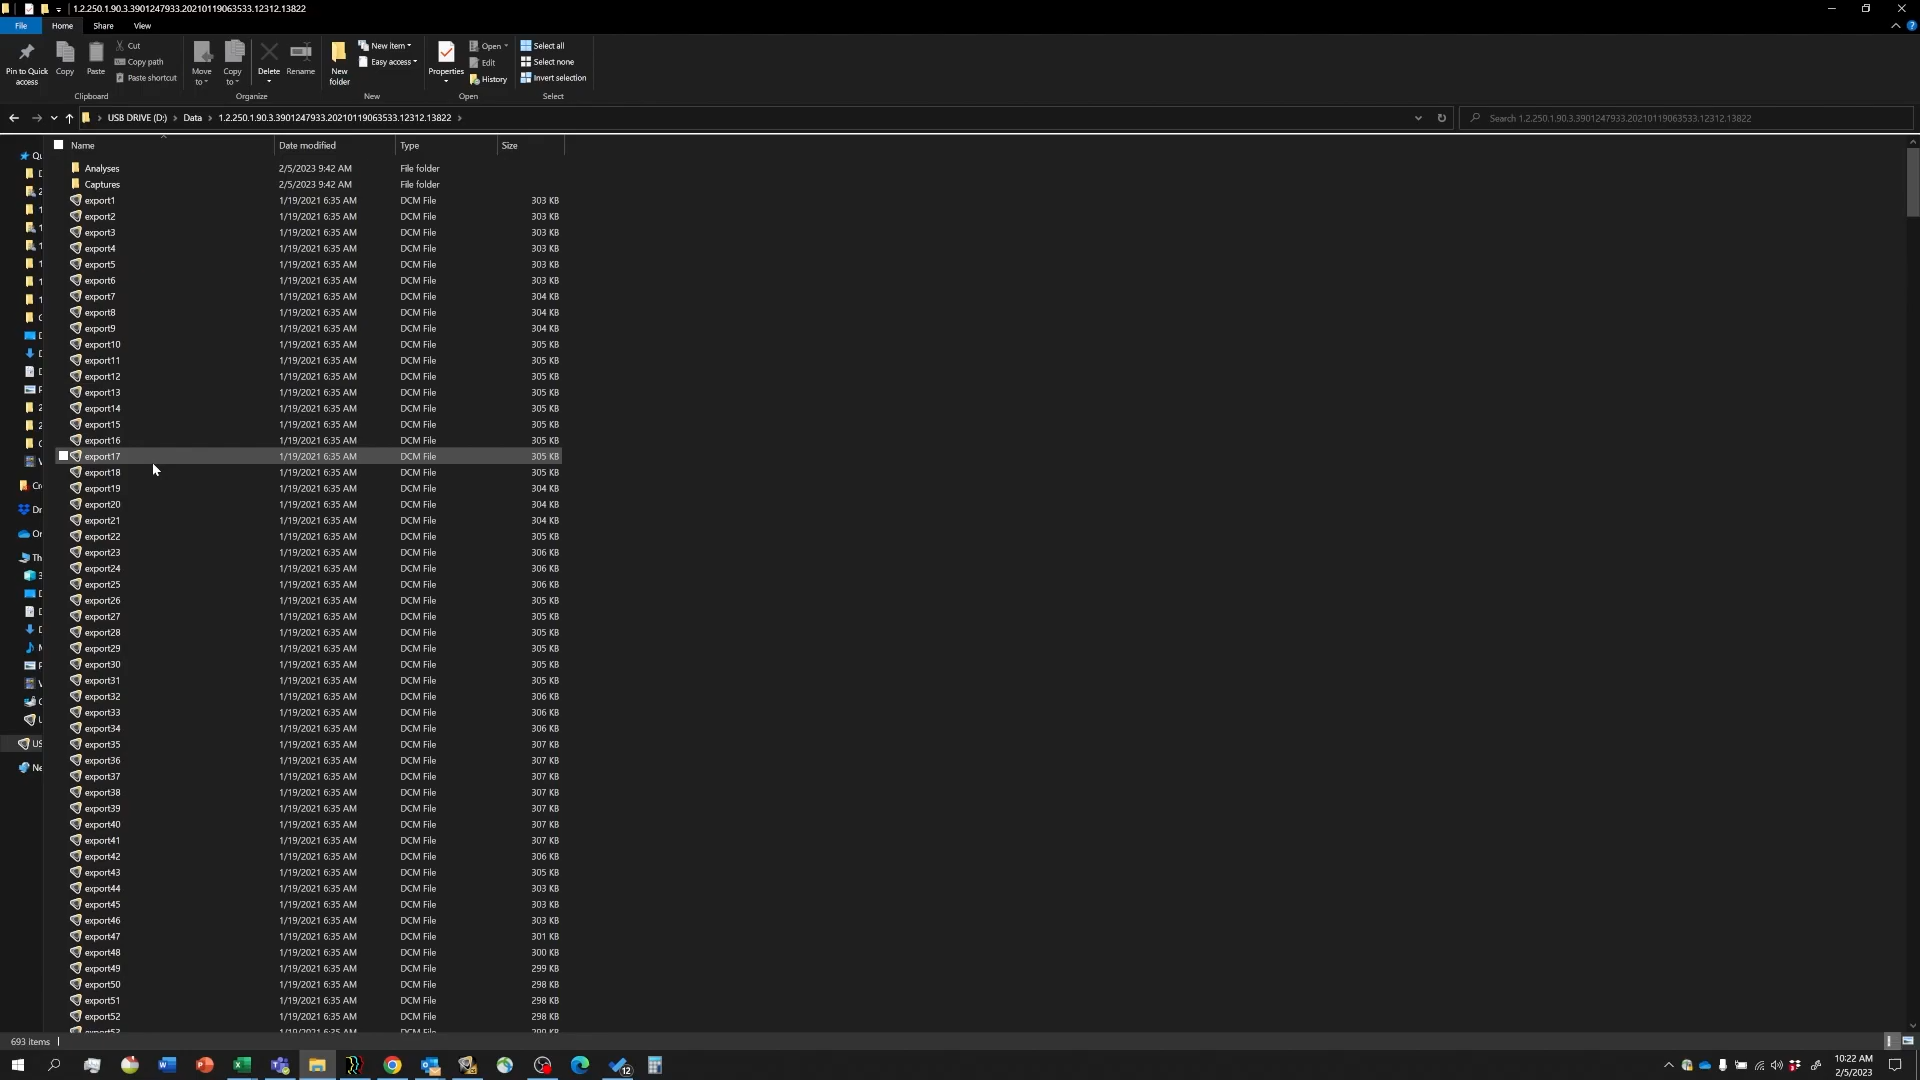 1.2.250.1.90.3.3901247933.20210119063533.12312.13822
File Home Share View
Pin to Quick access
Copy
Paste
Cut
Copy path
Paste shortcut
Clipboard
Move to
Copy to
Delete
Rename
Organize
New folder
New item
Easy access
New
Properties
Open
Edit
History
Open
Select all
Select none
Invert selection
Select
USB DRIVE (D:) > Data > 1.2.250.1.90.3.3901247933.20210119063533.12312.13822 >
Search 1.2.250.1.90.3.3901247933.20210119063533.12312.13822
Name Date modified Type Size
Analyses 2/5/2023 9:42 AM File folder
Captures 2/5/2023 9:42 AM File folder
export1 1/19/2021 6:35 AM DCM File 303 KB
export2 1/19/2021 6:35 AM DCM File 303 KB
export3 1/19/2021 6:35 AM DCM File 303 KB
export4 1/19/2021 6:35 AM DCM File 303 KB
export5 1/19/2021 6:35 AM DCM File 303 KB
export6 1/19/2021 6:35 AM DCM File 303 KB
export7 1/19/2021 6:35 AM DCM File 304 KB
export8 1/19/2021 6:35 AM DCM File 304 KB
export9 1/19/2021 6:35 AM DCM File 304 KB
export10 1/19/2021 6:35 AM DCM File 305 KB
export11 1/19/2021 6:35 AM DCM File 305 KB
export12 1/19/2021 6:35 AM DCM File 305 KB
export13 1/19/2021 6:35 AM DCM File 305 KB
export14 1/19/2021 6:35 AM DCM File 305 KB
export15 1/19/2021 6:35 AM DCM File 305 KB
export16 1/19/2021 6:35 AM DCM File 305 KB
export17 1/19/2021 6:35 AM DCM File 305 KB
export18 1/19/2021 6:35 AM DCM File 305 KB
export19 1/19/2021 6:35 AM DCM File 304 KB
export20 1/19/2021 6:35 AM DCM File 304 KB
export21 1/19/2021 6:35 AM DCM File 304 KB
export22 1/19/2021 6:35 AM DCM File 305 KB
export23 1/19/2021 6:35 AM DCM File 306 KB
export24 1/19/2021 6:35 AM DCM File 306 KB
export25 1/19/2021 6:35 AM DCM File 306 KB
export26 1/19/2021 6:35 AM DCM File 305 KB
export27 1/19/2021 6:35 AM DCM File 305 KB
export28 1/19/2021 6:35 AM DCM File 305 KB
export29 1/19/2021 6:35 AM DCM File 305 KB
export30 1/19/2021 6:35 AM DCM File 305 KB
export31 1/19/2021 6:35 AM DCM File 305 KB
export32 1/19/2021 6:35 AM DCM File 306 KB
export33 1/19/2021 6:35 AM DCM File 306 KB
export34 1/19/2021 6:35 AM DCM File 306 KB
export35 1/19/2021 6:35 AM DCM File 307 KB
export36 1/19/2021 6:35 AM DCM File 307 KB
export37 1/19/2021 6:35 AM DCM File 307 KB
export38 1/19/2021 6:35 AM DCM File 307 KB
export39 1/19/2021 6:35 AM DCM File 307 KB
export40 1/19/2021 6:35 AM DCM File 307 KB
export41 1/19/2021 6:35 AM DCM File 307 KB
export42 1/19/2021 6:35 AM DCM File 306 KB
export43 1/19/2021 6:35 AM DCM File 305 KB
export44 1/19/2021 6:35 AM DCM File 303 KB
export45 1/19/2021 6:35 AM DCM File 303 KB
export46 1/19/2021 6:35 AM DCM File 303 KB
export47 1/19/2021 6:35 AM DCM File 301 KB
export48 1/19/2021 6:35 AM DCM File 300 KB
export49 1/19/2021 6:35 AM DCM File 299 KB
export50 1/19/2021 6:35 AM DCM File 298 KB
export51 1/19/2021 6:35 AM DCM File 298 KB
export52 1/19/2021 6:35 AM DCM File 298 KB
export53 1/19/2021 6:35 AM DCM File 299 KB
693 items
12
10:22 AM
2/5/2023